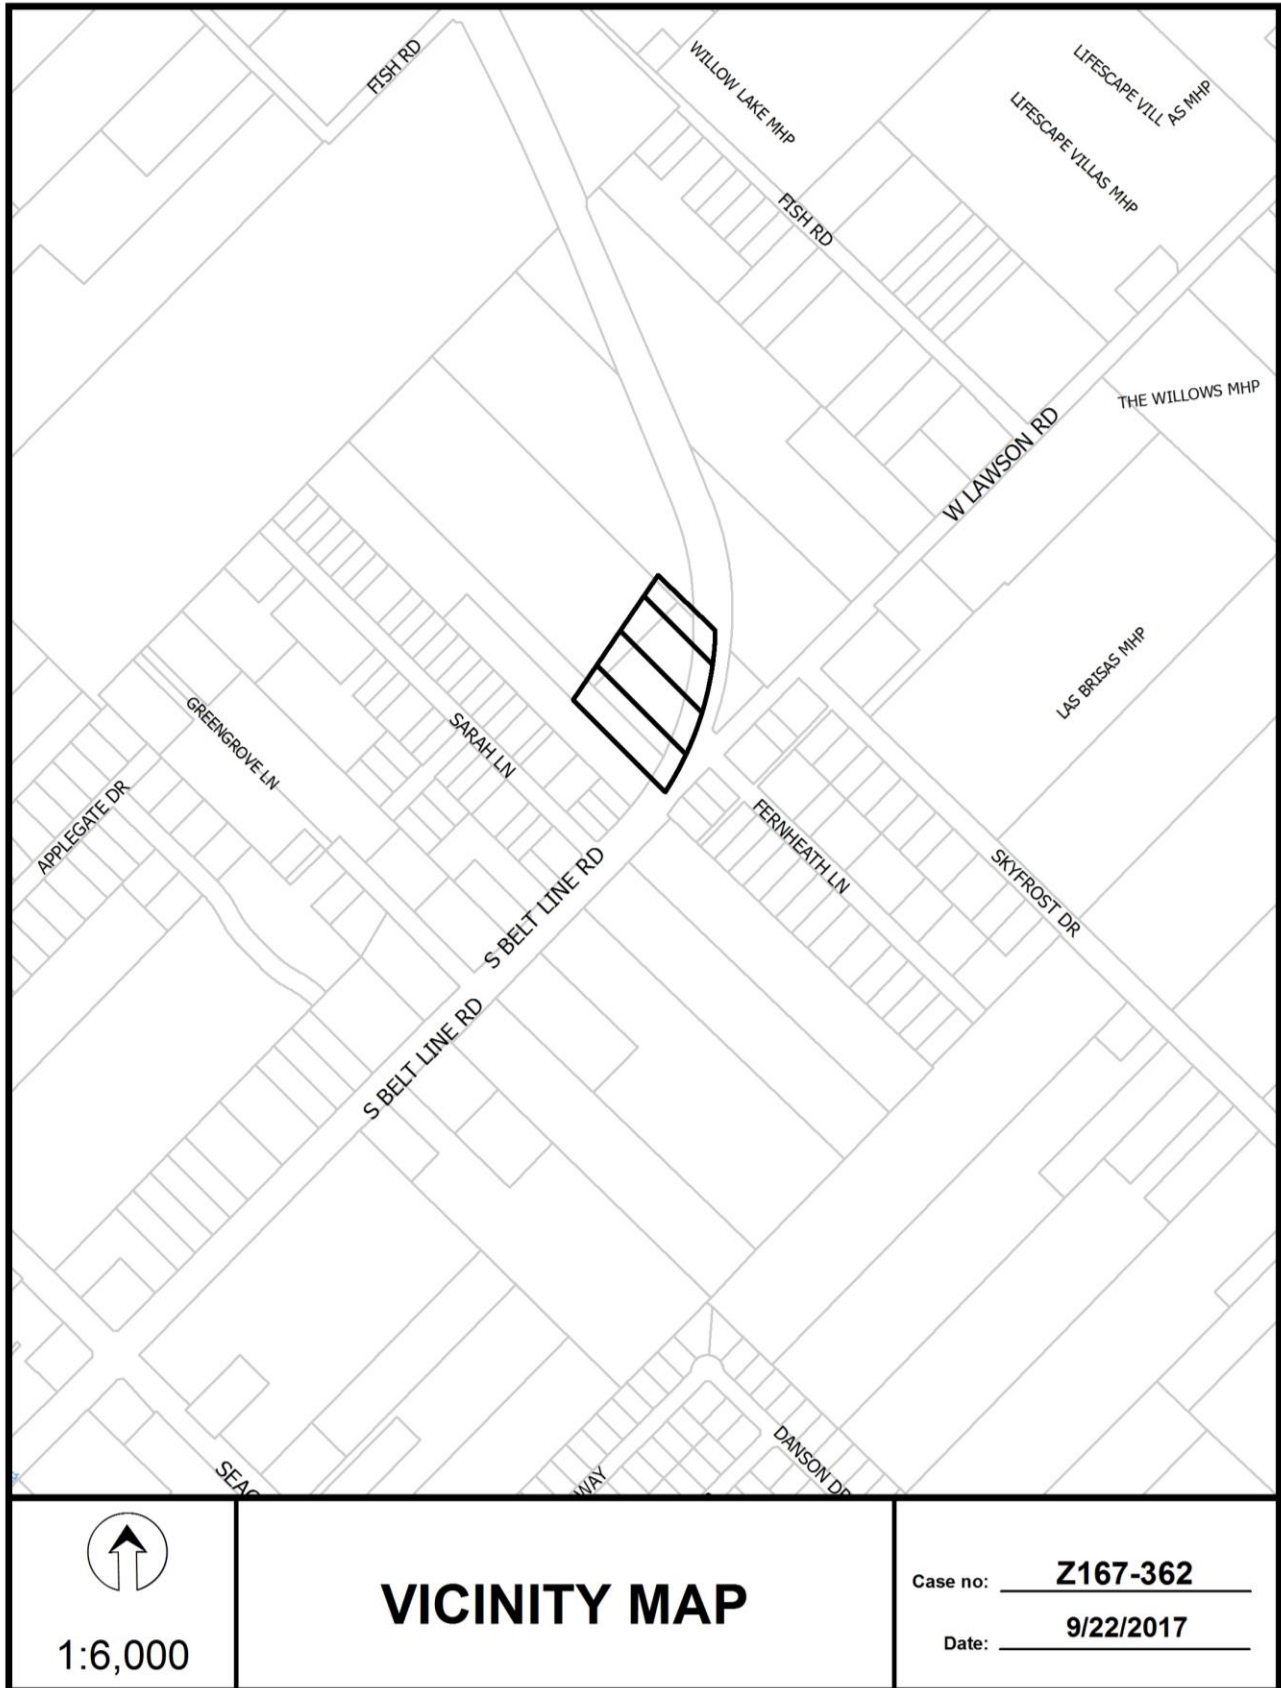 FISH RD
WILLOW LAKE MHP
LIFESCAPE VILL AS MHP
LIFESCAPE VILLAS MHP
FISH RD
THE WILLOWS MHP
W LAWSON RD
LAS BRISAS MHP
GREENGROVE LN
SARAH LN
APPLEGATE DR
FERNHEATH LN
SKYFROST DR
S BELT LINE RD
S BELT LINE RD
SEAG
WAY
DANSON DR
1:6,000
VICINITY MAP
Case no: Z167-362
Date: 9/22/2017